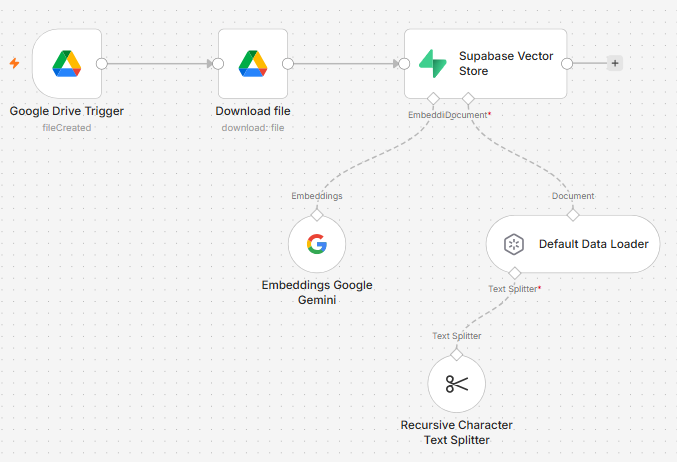 Supabase Vector
Store
+
Google Drive Trigger
fileCreated
Download file
download: file
EmbeddiDocument*
Embeddings
Document
Default Data Loader
Embeddings Google
Gemini
Text Splitter*
Text Splitter
Recursive Character
Text Splitter